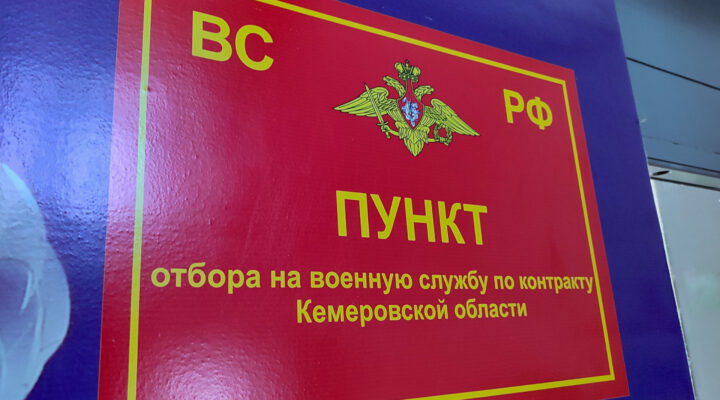 ВС
РФ
ПУНКТ
отбора на военную службу по контракту
Кемеровской области